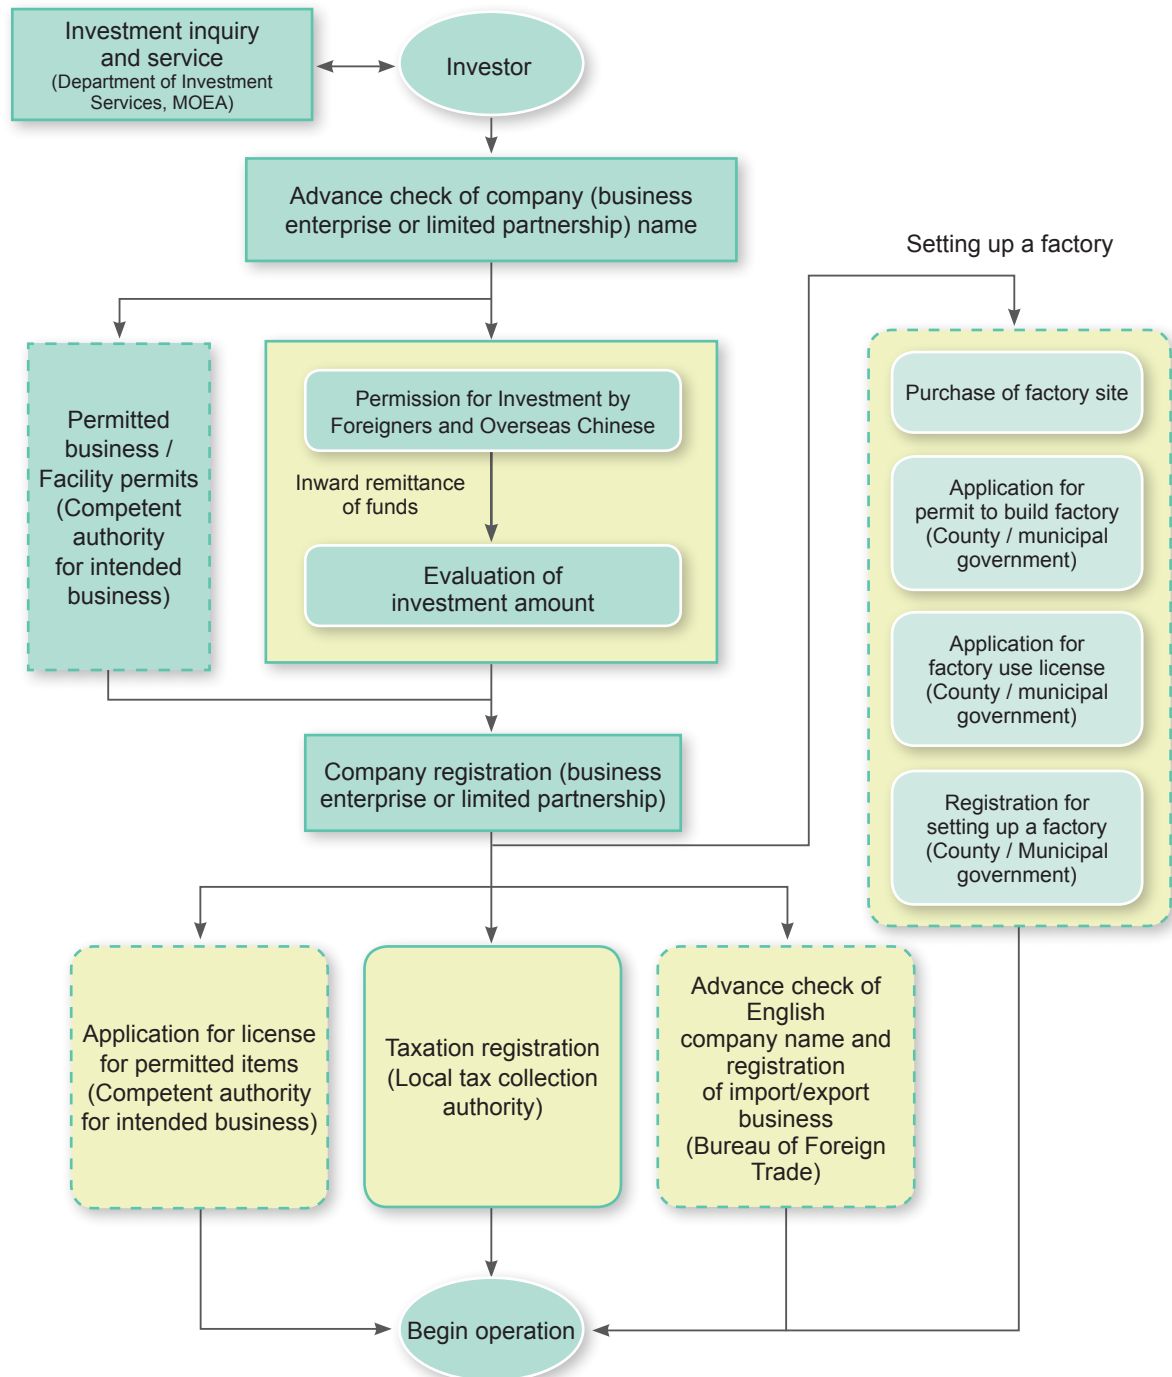 Investment inquiry
and service
(Department of Investment
Services, MOEA)
Investor
Advance check of company (business
enterprise or limited partnership) name
Setting up a factory
Permitted
business /
Facility permits
(Competent
authority
for intended
business)
Permission for Investment by
Foreigners and Overseas Chinese
Inward remittance
of funds
Evaluation of
investment amount
Purchase of factory site
Application for
permit to build factory
(County / municipal
government)
Application for
factory use license
(County / municipal
government)
Registration for
setting up a factory
(County / Municipal
government)
Company registration (business
enterprise or limited partnership)
Application for license
for permitted items
(Competent authority
for intended business)
Taxation registration
(Local tax collection
authority)
Advance check of
English
company name and
registration
of import/export
business
(Bureau of Foreign
Trade)
Begin operation